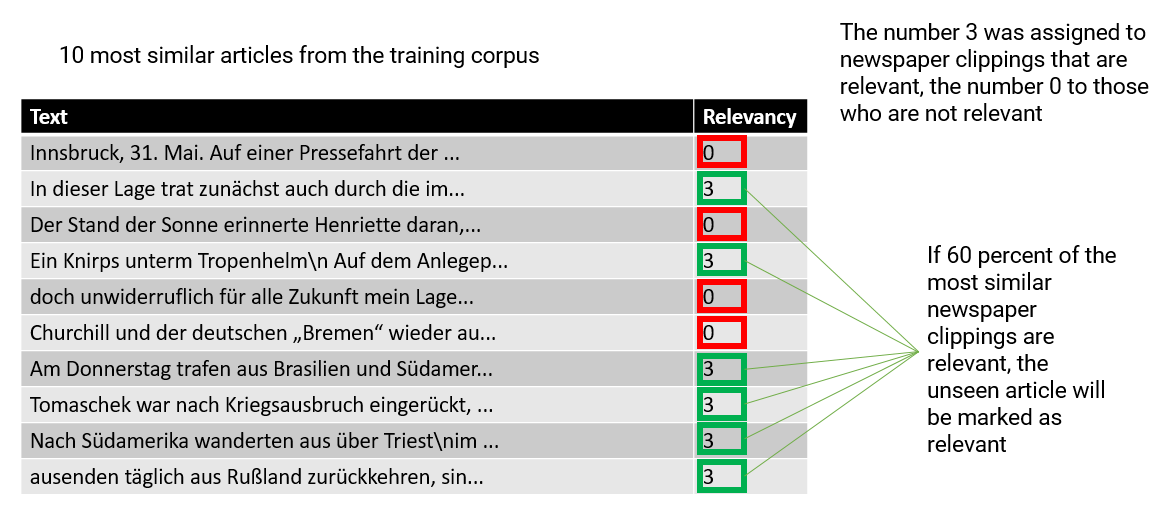 10 most similar articles from the training corpus
The number 3 was assigned to
newspaper clippings that are
relevant, the number 0 to those
who are not relevant
Text Relevancy
Innsbruck, 31. Mai. Auf einer Pressefahrt der ... 0
In dieser Lage trat zunächst auch durch die im... 3
Der Stand der Sonne erinnerte Henriette daran,... 0
Ein Knirps unterm Tropenhelm\n Auf dem Anlegep... 3
doch unwiderruflich für alle Zukunft mein Lage... 0
Churchill und der deutschen „Bremen“ wieder au... 0
Am Donnerstag trafen aus Brasilien und Südamer... 3
Tomaschek war nach Kriegsausbruch eingerückt, ... 3
Nach Südamerika wanderten aus über Triest\nim ... 3
ausenden täglich aus Rußland zurückkehren, sin... 3
If 60 percent of the
most similar
newspaper
clippings are
relevant, the
unseen article will
be marked as
relevant